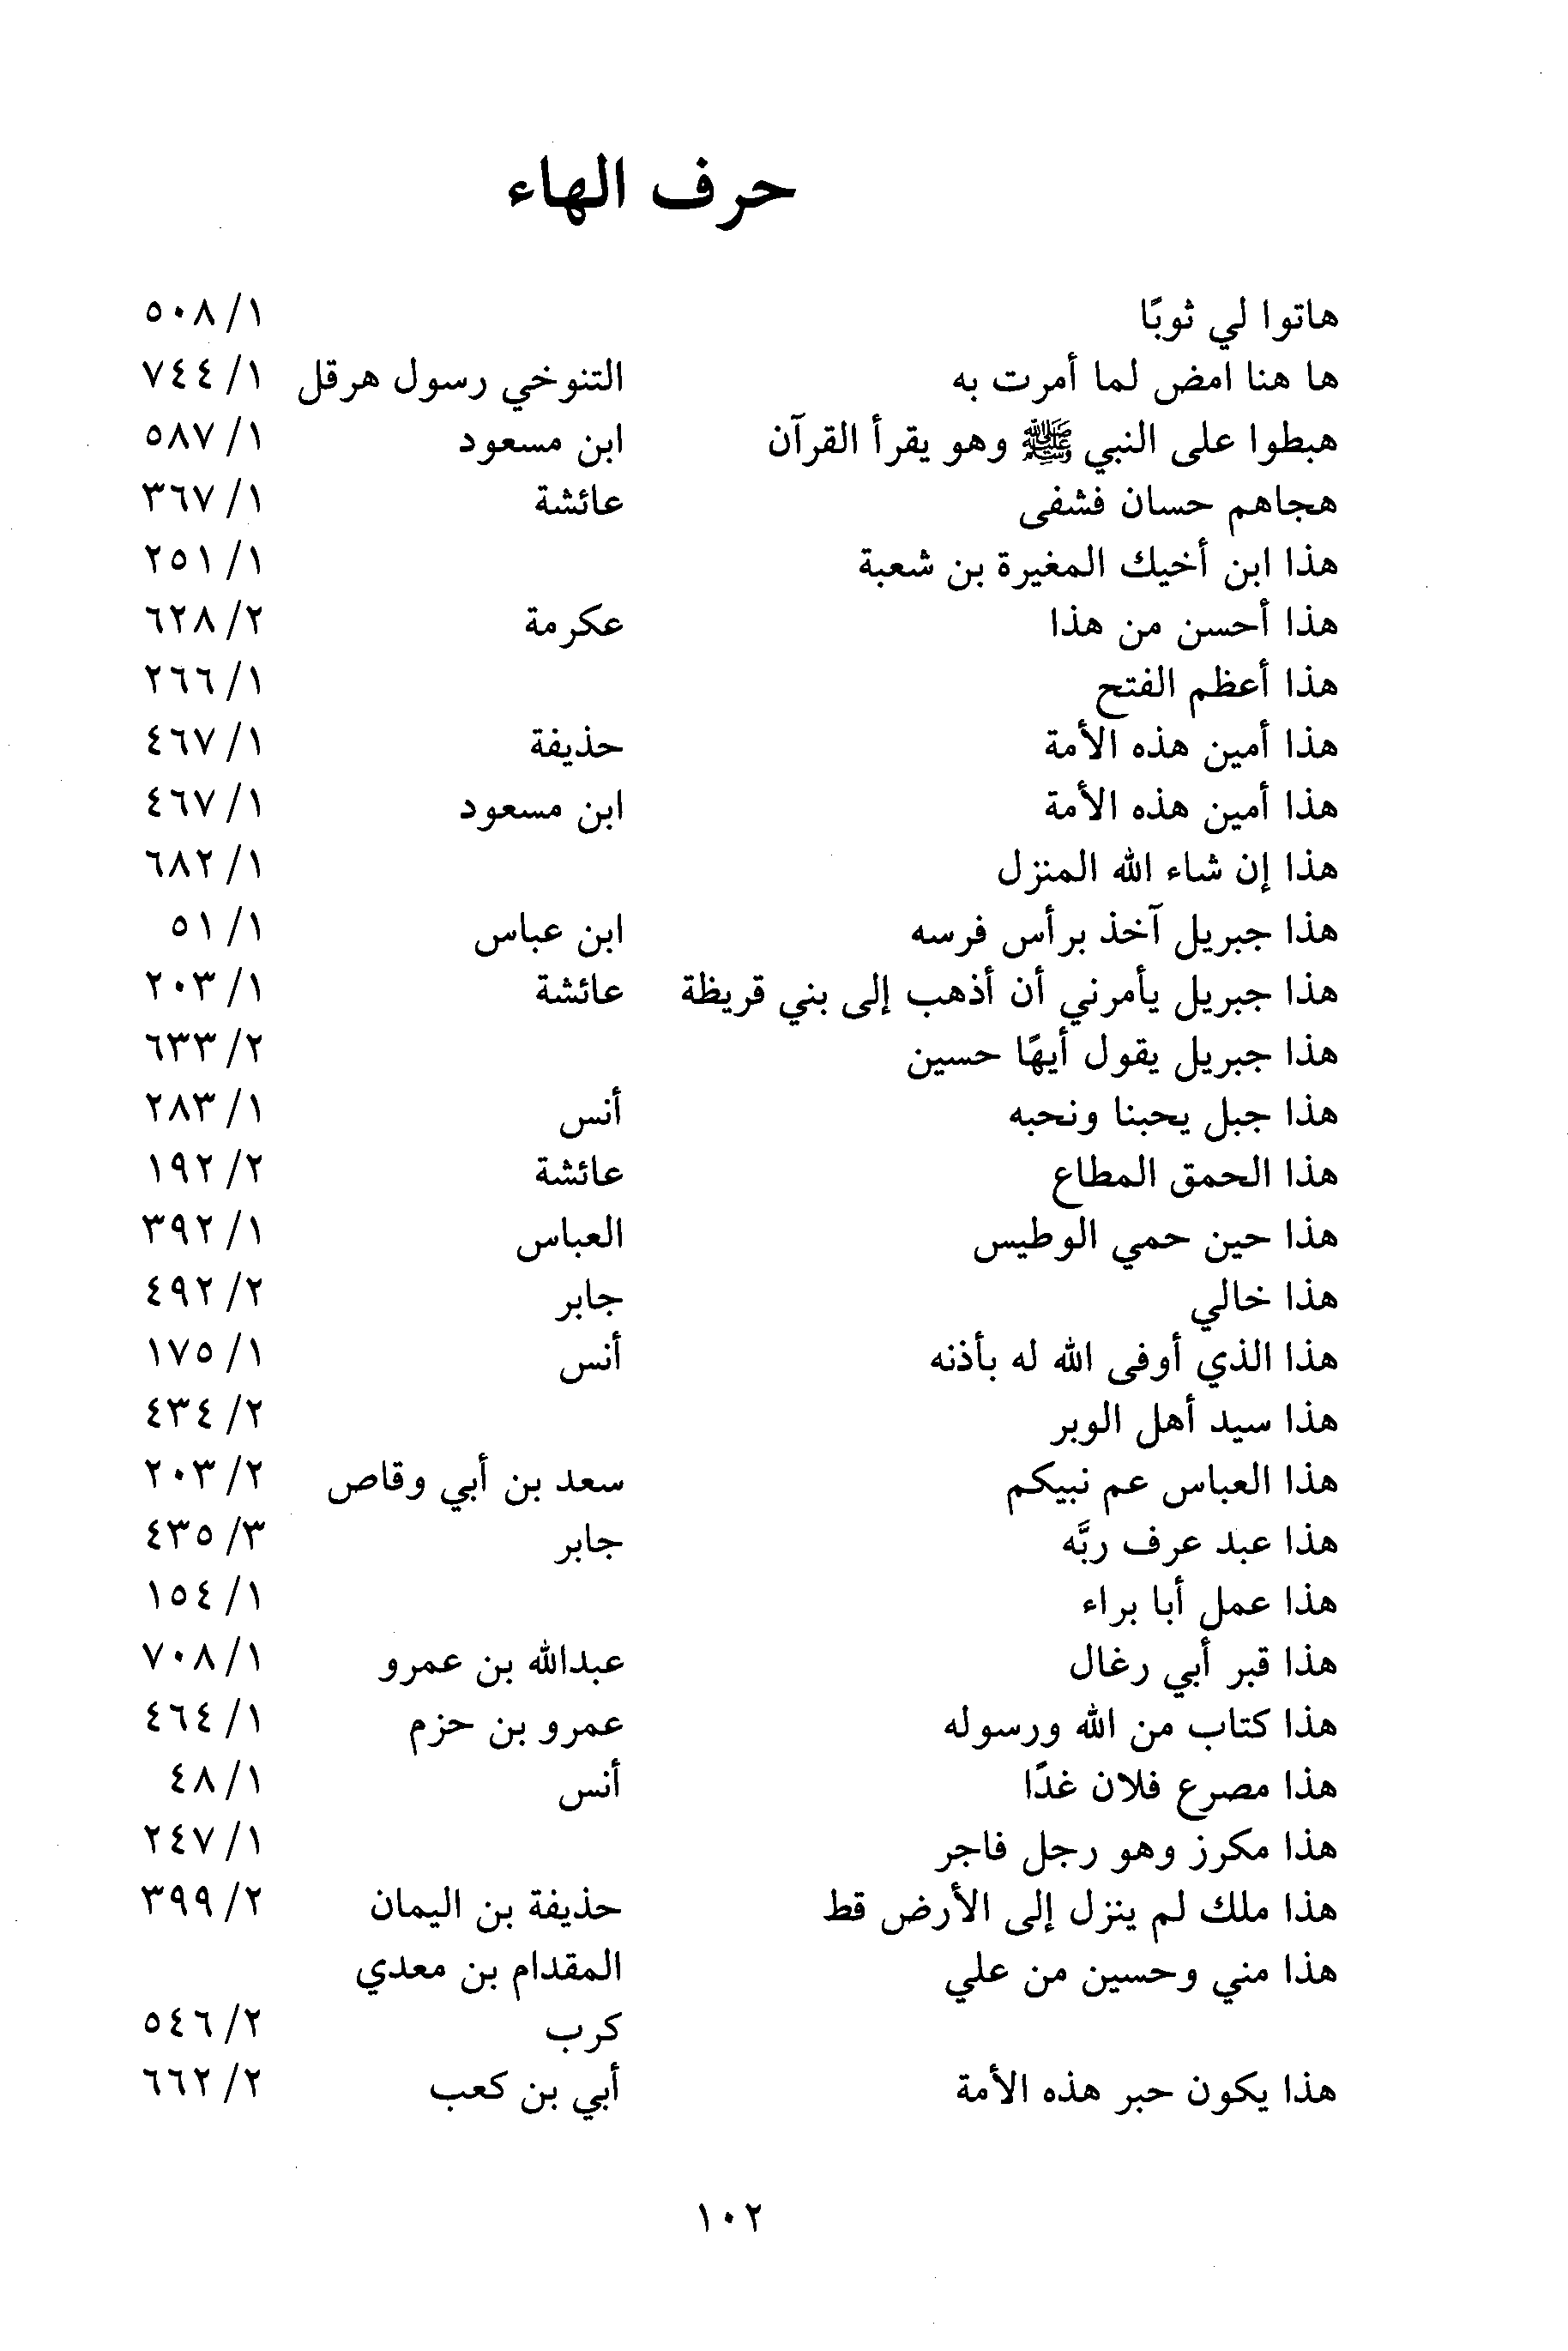 حرف الهاء
هاتوا لي ثوبًا ١/ ٥٠٨
ها هنا امض لما أمرت به التنوخي رسول هرقل ١/ ٧٤٤
هبطوا على النبي ﷺ وهو يقرأ القرآن ابن مسعود ١/ ٥٨٧
هجاهم حسان فشفى عائشة ١/ ٣٦٧
هذا ابن أخيك المغيرة بن شعبة ١/ ٢٥١
هذا أحسن من هذا عكرمة ٢/ ٦٢٨
هذا أعظم الفتح ١/ ٢٦٦
هذا أمين هذه الأمة حذيفة ١/ ٤٦٧
هذا أمين هذه الأمة ابن مسعود ١/ ٤٦٧
هذا إن شاء الله المنزل ١/ ٦٨٢
هذا جبريل آخذ برأس فرسه ابن عباس ١/ ٥١
هذا جبريل يأمرني أن أذهب إلى بني قريظة عائشة ١/ ٢٠٣
هذا جبريل يقول أيهًا حسين ٢/ ٦٣٣
هذا جبل يحبنا ونحبه أنس ١/ ٢٨٣
هذا الحمق المطاع عائشة ٢/ ١٩٢
هذا حين حمي الوطيس العباس ١/ ٣٩٢
هذا خالي جابر ٢/ ٤٩٢
هذا الذي أوفى الله له بأذنه أنس ١/ ١٧٥
هذا سيد أهل الوبر ٢/ ٤٣٤
هذا العباس عم نبيكم سعد بن أبي وقاص ٢/ ٢٠٣
هذا عبد عرف ربَّه جابر ٣/ ٤٣٥
هذا عمل أبا براء ١/ ١٥٤
هذا قبر أبي رغال عبدالله بن عمرو ١/ ٧٠٨
هذا كتاب من الله ورسوله عمرو بن حزم ١/ ٤٦٤
هذا مصرع فلان غدًا أنس ١/ ٤٨
هذا مكرز وهو رجل فاجر ١/ ٢٤٧
هذا ملك لم ينزل إلى الأرض قط حذيفة بن اليمان ٢/ ٣٩٩
هذا مني وحسين من علي المقدام بن معدي
كرب ٢/ ٥٤٦
هذا يكون حبر هذه الأمة أبي بن كعب ٢/ ٦٦٢
١٠٢